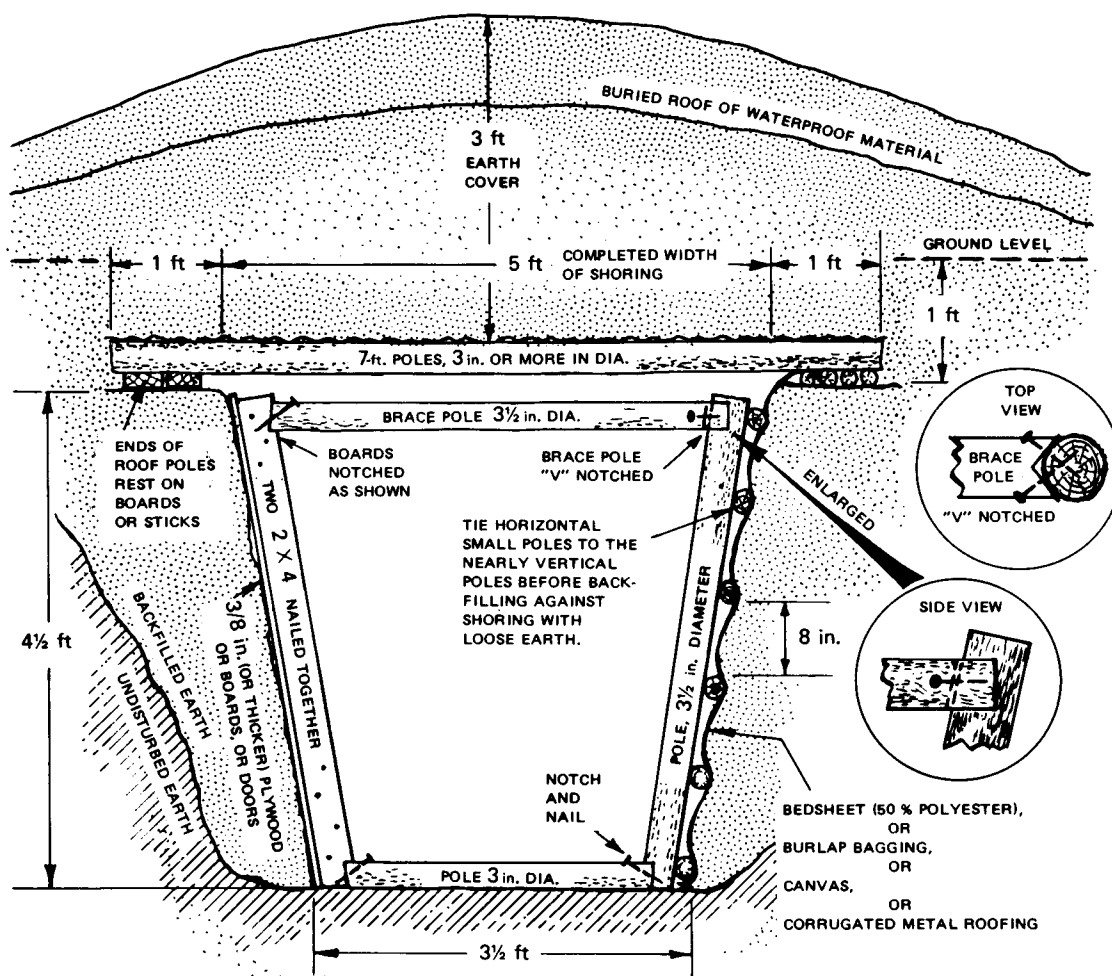 BURIED ROOF OF WATERPROOF MATERIAL
3 ft
EARTH
COVER
GROUND LEVEL
1 ft
5 ft
COMPLETED WIDTH
OF SHORING
1 ft
1 ft
7-ft. POLES, 3 in. OR MORE IN DIA.
BRACE POLE 3½ in. DIA.
ENDS OF
ROOF POLES
REST ON
BOARDS
OR STICKS
BOARDS
NOTCHED
AS SHOWN
BRACE POLE
"V" NOTCHED
ENLARGED
TOP
VIEW
BRACE
POLE
"V" NOTCHED
TIE HORIZONTAL
SMALL POLES TO THE
NEARLY VERTICAL
POLES BEFORE BACK-
FILLING AGAINST
SHORING WITH
LOOSE EARTH.
TWO 2 X 4 NAILED TOGETHER
3/8 in. (OR THICKER) PLYWOOD
OR BOARDS, OR DOORS
BACKFILLED EARTH
UNDISTURBED EARTH
4½ ft
POLE, 3½ in. DIAMETER
8 in.
SIDE VIEW
NOTCH
AND
NAIL
POLE 3 in. DIA.
3½ ft
BEDSHEET (50 % POLYESTER),
OR
BURLAP BAGGING,
OR
CANVAS,
OR
CORRUGATED METAL ROOFING